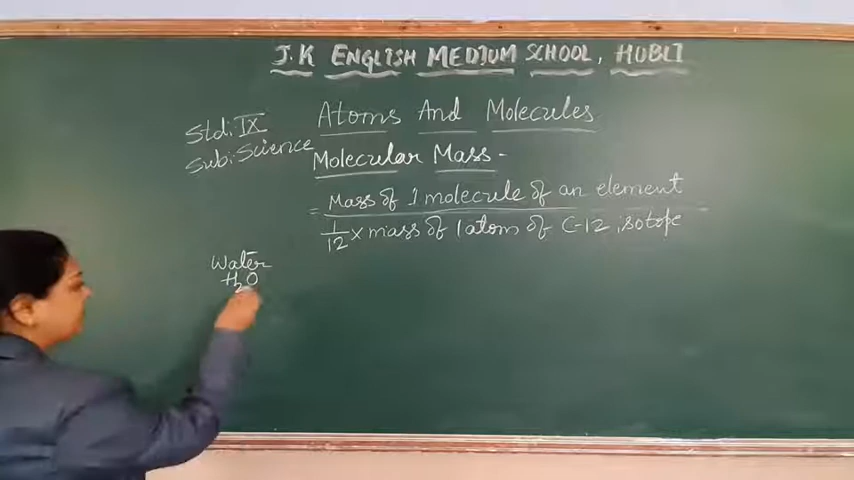 J.K ENGLISH MEDIUM SCHOOL, HUBLI
Std: IX
Sub: Science
Atoms And Molecules
Molecular Mass -
= Mass of 1 molecule of an element
1/12 x mass of 1 atom of C-12 isotope
Water
H₂O